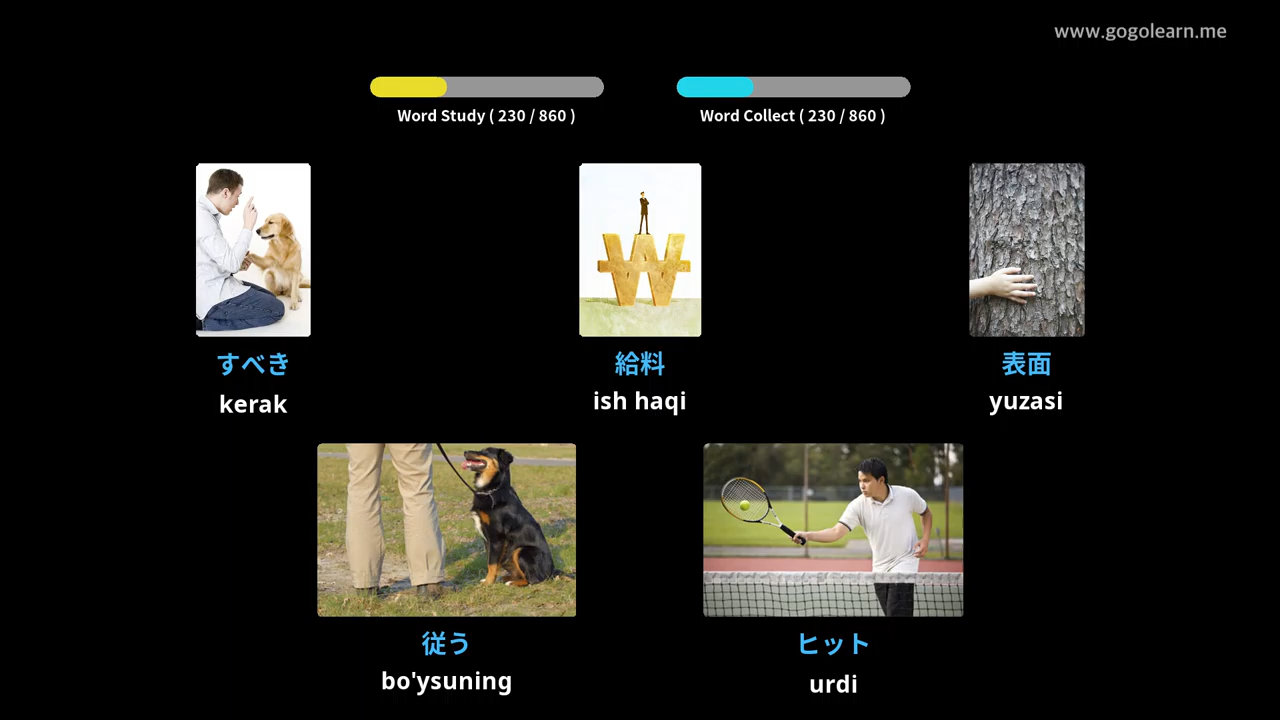 www.gogolearn.me
Word Study ( 230 / 860 )
Word Collect ( 230 / 860 )
すべき
kerak
給料
ish haqi
表面
yuzasi
従う
bo'ysuning
ヒット
urdi